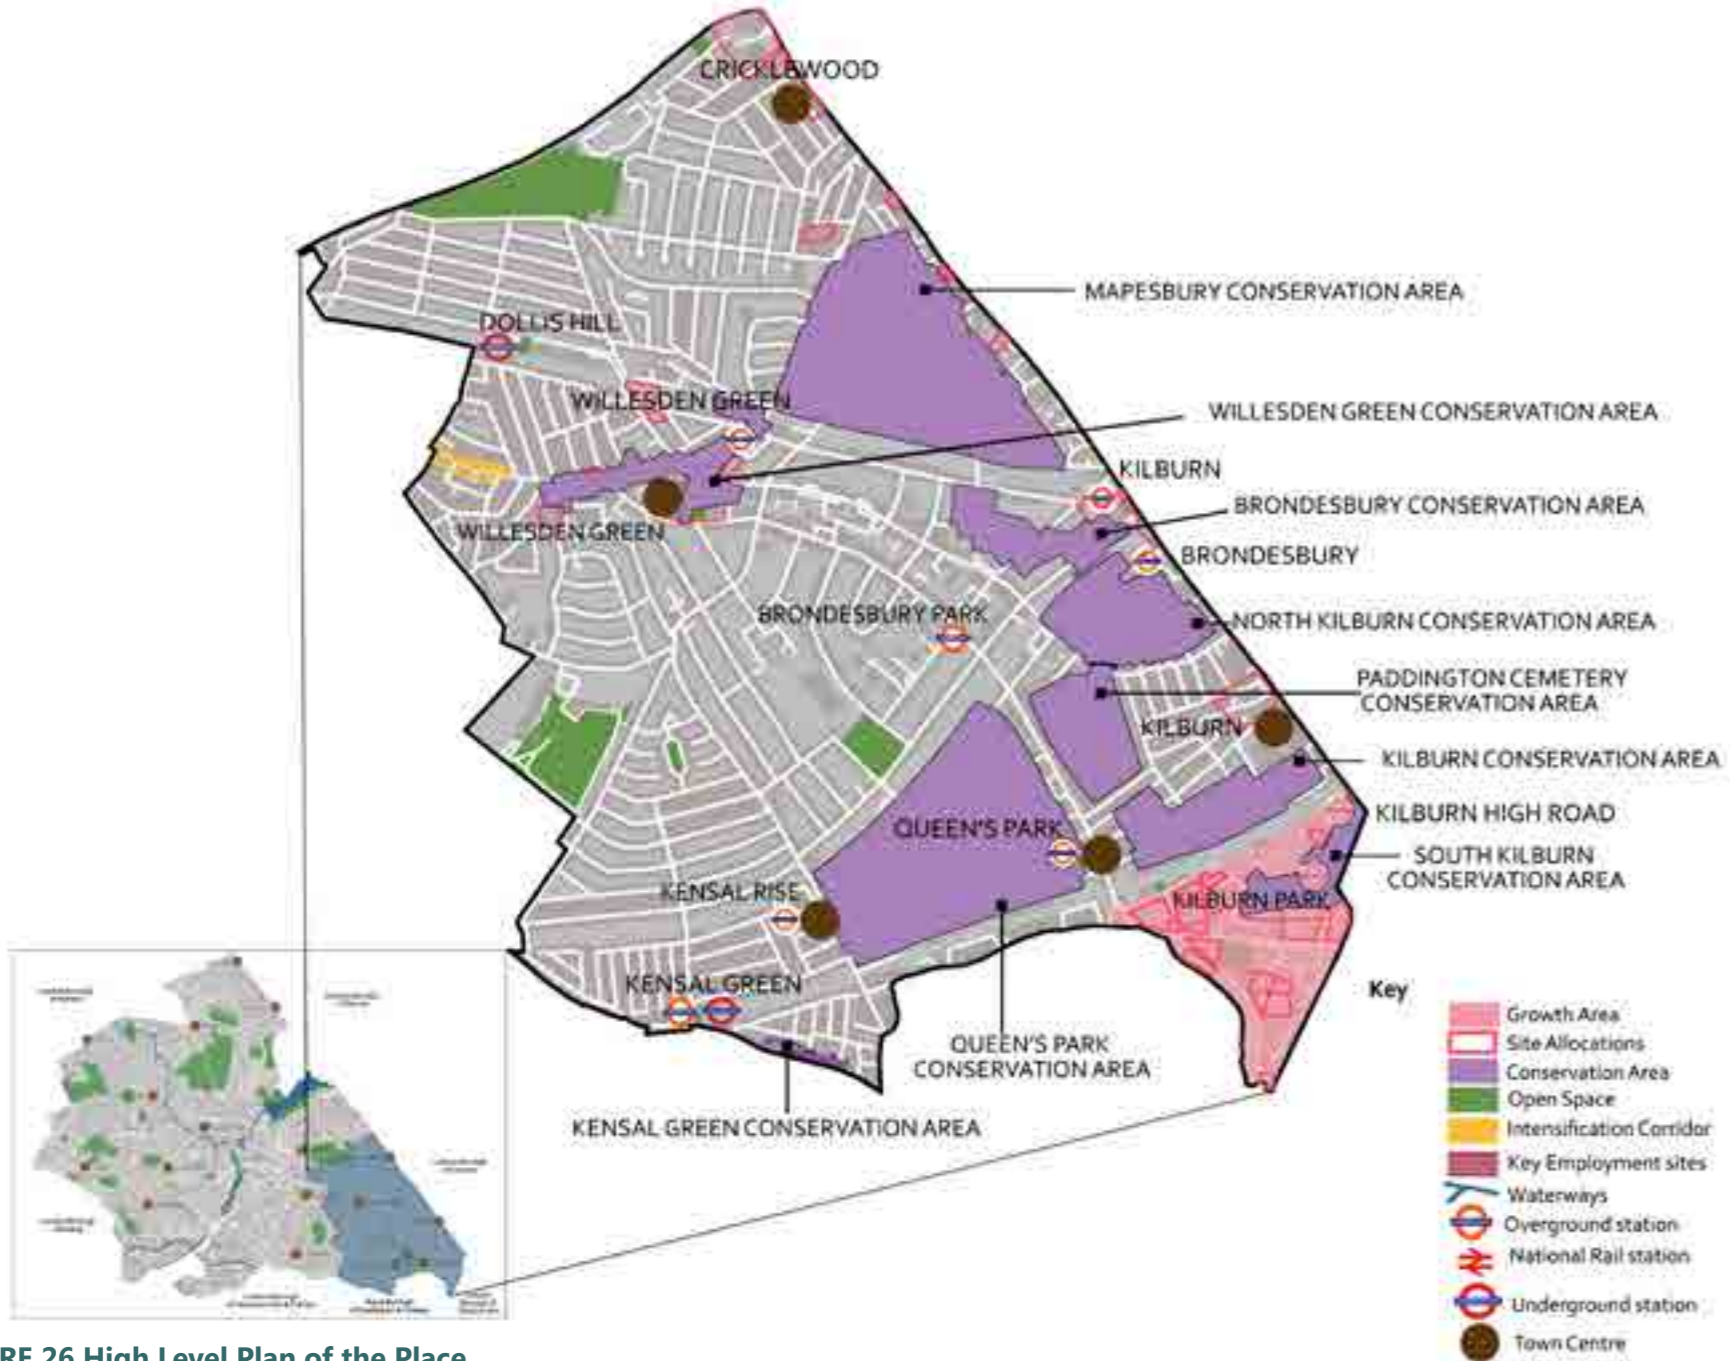 CRICKLEWOOD
MAPESBURY CONSERVATION AREA
DOLLIS HILL
WILLESDEN GREEN
WILLESDEN GREEN CONSERVATION AREA
KILBURN
BRONDESBURY CONSERVATION AREA
WILLESDEN GREEN
BRONDESBURY
BRONDESBURY PARK
NORTH KILBURN CONSERVATION AREA
PADDINGTON CEMETERY
CONSERVATION AREA
KILBURN
KILBURN CONSERVATION AREA
KILBURN HIGH ROAD
QUEEN'S PARK
SOUTH KILBURN
CONSERVATION AREA
KENSAL RISE
KILBURN PARK
KENSAL GREEN
QUEEN'S PARK
CONSERVATION AREA
KENSAL GREEN CONSERVATION AREA
Key
Growth Area
Site Allocations
Conservation Area
Open Space
Intensification Corridor
Key Employment sites
Waterways
Overground station
National Rail station
Underground station
Town Centre
RE 26 High Level Plan of the Place